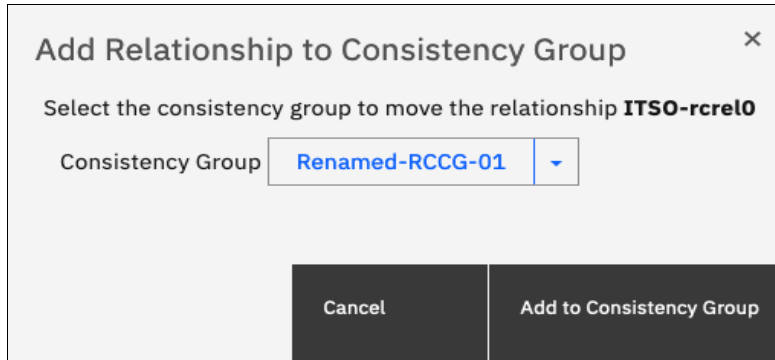 Add Relationship to Consistency Group
Select the consistency group to move the relationship ITSO-rcrel0
Consistency Group Renamed-RCCG-01
Cancel Add to Consistency Group